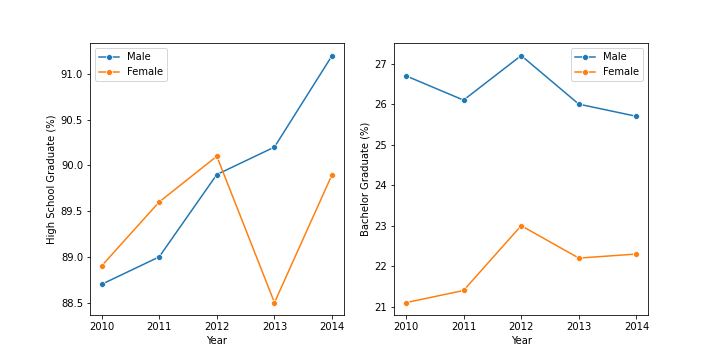 Male
Female
91.0
90.5
90.0
89.5
89.0
88.5
High School Graduate (%)
2010 2011 2012 2013 2014
Year
Male
Female
27
26
25
24
23
22
21
Bachelor Graduate (%)
2010 2011 2012 2013 2014
Year